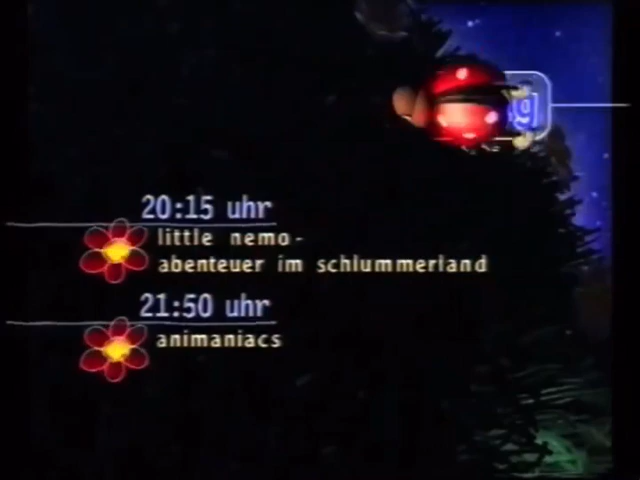 g
20:15 uhr
little nemo-
abenteuer im schlummerland
21:50 uhr
animaniacs